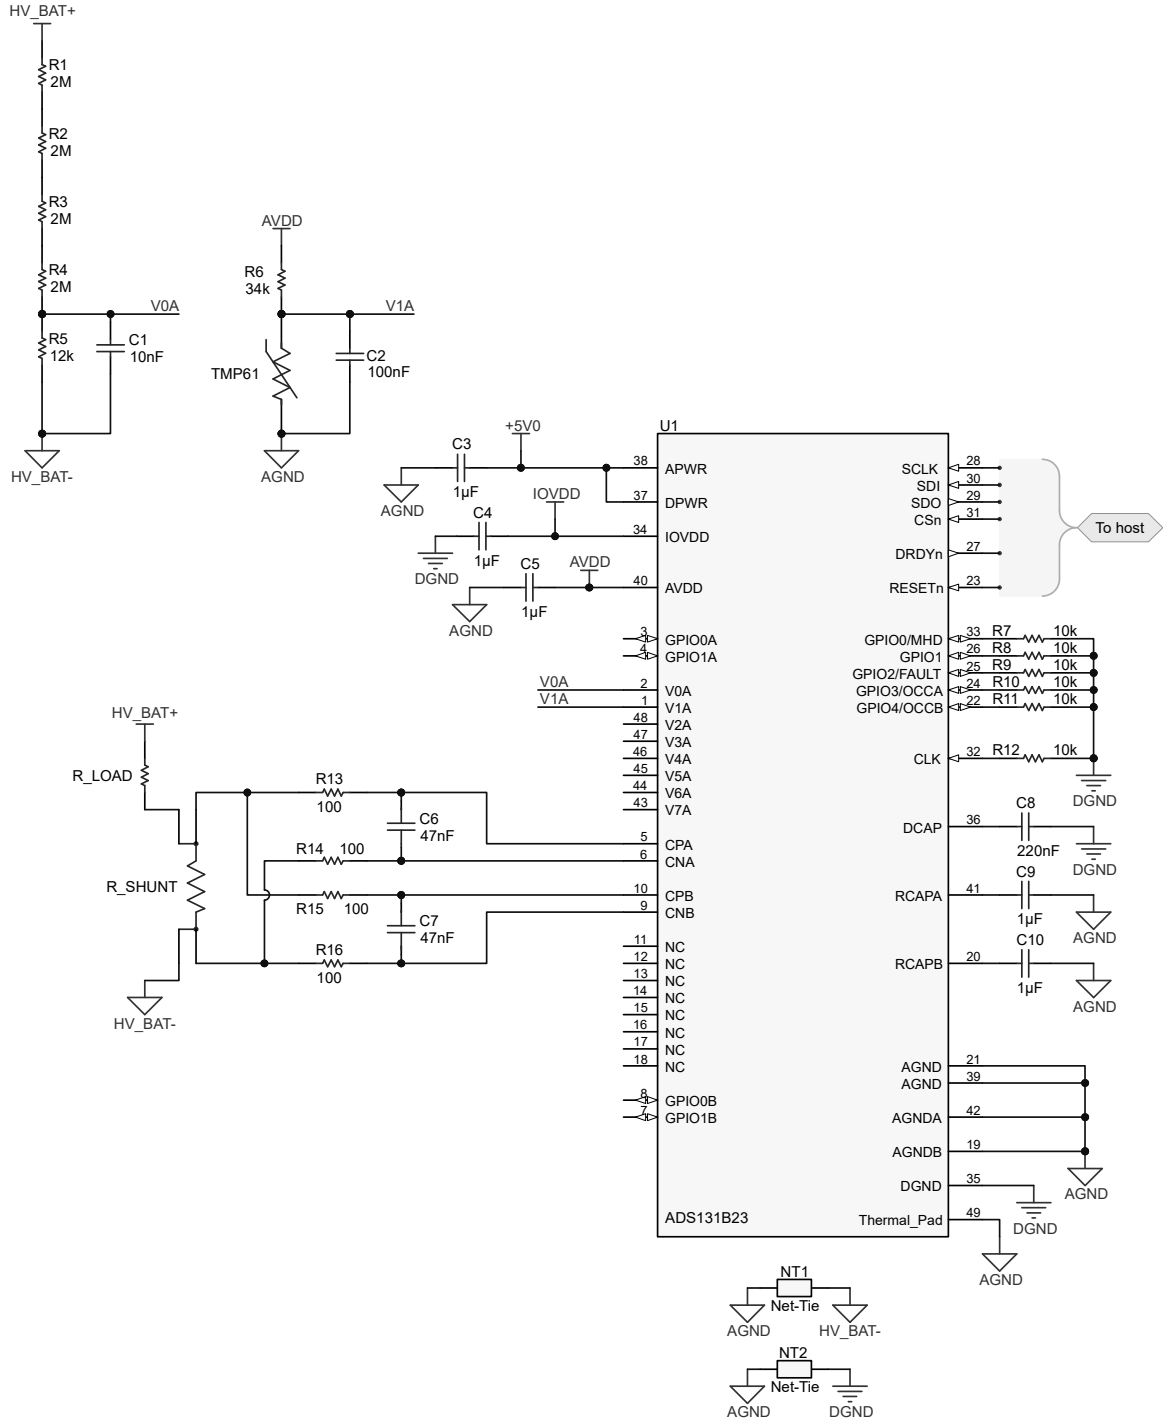 HV_BAT+
R1
2M
R2
2M
R3
2M
R4
2M
V0A
R5
12k
C1
10nF
HV_BAT-
AVDD
R6
34k
V1A
TMP61
C2
100nF
AGND
+5V0
C3
1µF
AGND
IOVDD
C4
1µF
DGND
AVDD
C5
1µF
AGND
V0A
V1A
HV_BAT+
R_LOAD
R_SHUNT
HV_BAT-
R13
100
C6
47nF
R14 100
R15 100
C7
47nF
R16
100
U1
38 APWR
37 DPWR
34 IOVDD
40 AVDD
3 GPIO0A
4 GPIO1A
2 V0A
1 V1A
48 V2A
47 V3A
46 V4A
45 V5A
44 V6A
43 V7A
5 CPA
6 CNA
10 CPB
9 CNB
11 NC
12 NC
13 NC
14 NC
15 NC
16 NC
17 NC
18 NC
8 GPIO0B
7 GPIO1B
ADS131B23
SCLK 28
SDI 30
SDO 29
CSn 31
DRDYn 27
RESETn 23
To host
GPIO0/MHD 33 R7 10k
GPIO1 26 R8 10k
GPIO2/FAULT 25 R9 10k
GPIO3/OCCA 24 R10 10k
GPIO4/OCCB 22 R11 10k
CLK 32 R12 10k
DGND
DCAP 36
C8
220nF
DGND
RCAPA 41
C9
1µF
AGND
RCAPB 20
C10
1µF
AGND
AGND 21
AGND 39
AGNDA 42
AGNDB 19
AGND
DGND 35
DGND
Thermal_Pad 49
AGND
NT1
Net-Tie
AGND HV_BAT-
NT2
Net-Tie
AGND DGND